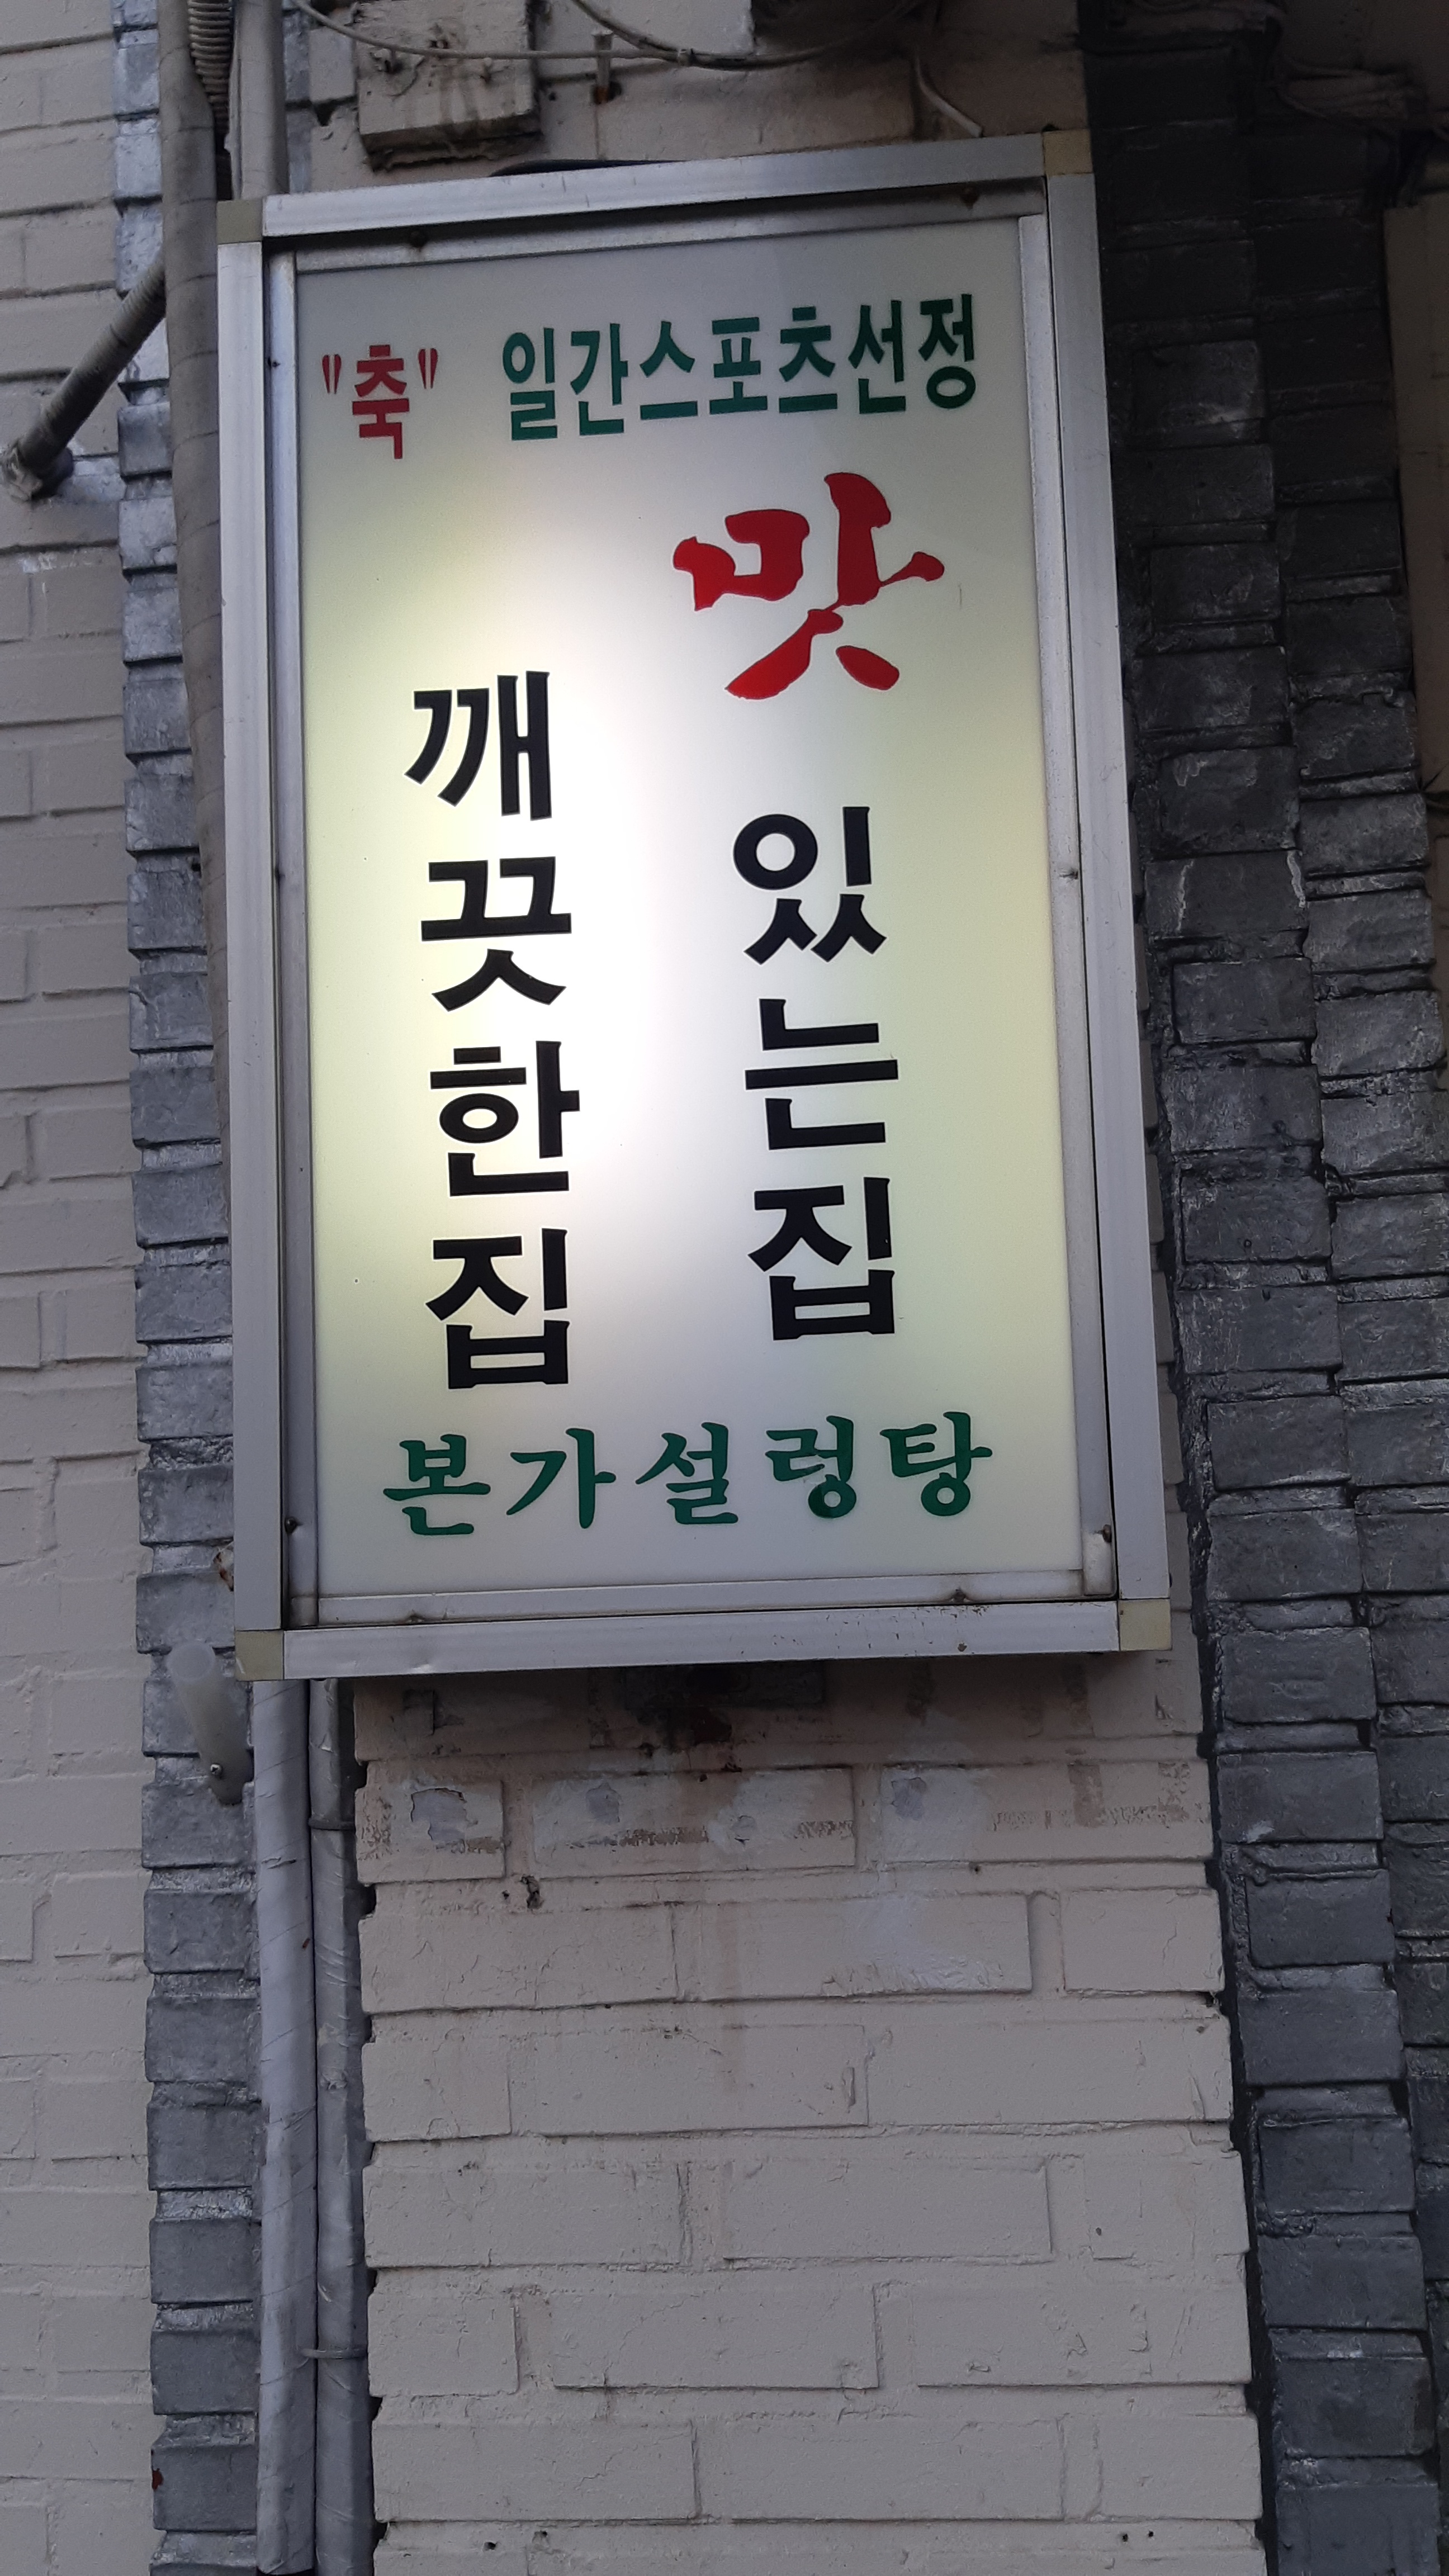 "축" 일간스포츠선정
맛있는집
깨끗한집
본가설렁탕